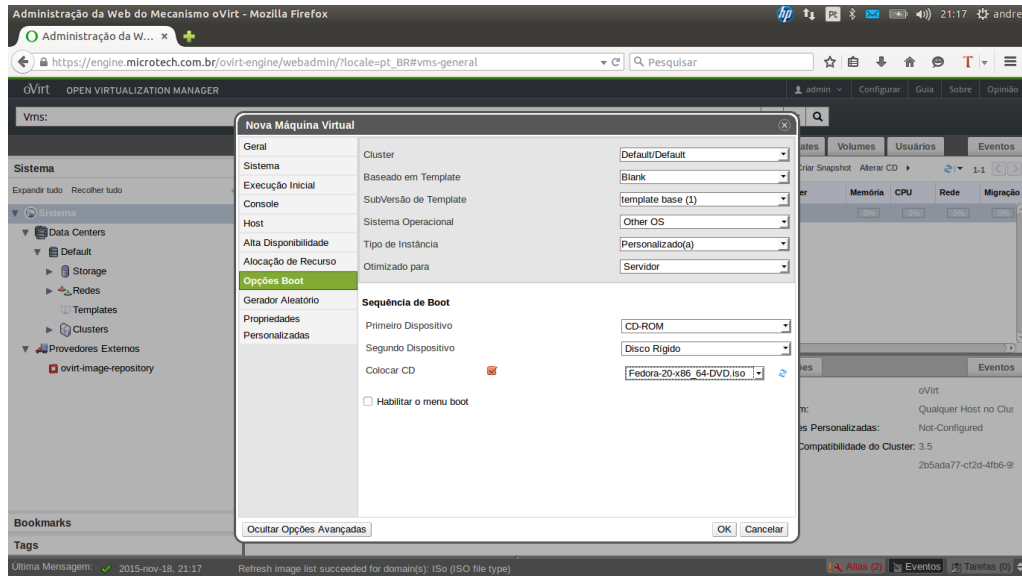 Administração da Web do Mecanismo oVirt - Mozilla Firefox
hp Pt 21:17 andre
Administração da W... ×
https://engine.microtech.com.br/ovirt-engine/webadmin/?locale=pt_BR#vms-general
Pesquisar
oVirt OPEN VIRTUALIZATION MANAGER
admin Configurar Guia Sobre Opinião
Vms:
Nova Máquina Virtual
Volumes Usuários Eventos
Sistema
Snapshot Alterar CD 1-1
Expandir tudo Recolher tudo
Memória CPU Rede Migração
Sistema
0% 0% 0% 0%
Data Centers
Default
Storage
Redes
Templates
Clusters
Provedores Externos
ovirt-image-repository
Geral
Sistema
Execução Inicial
Console
Host
Alta Disponibilidade
Alocação de Recurso
Opções Boot
Gerador Aleatório
Propriedades
Personalizadas
Cluster Default/Default
Baseado em Template Blank
SubVersão de Template template base (1)
Sistema Operacional Other OS
Tipo de Instância Personalizado(a)
Otimizado para Servidor
Sequência de Boot
Primeiro Dispositivo CD-ROM
Segundo Dispositivo Disco Rígido
Colocar CD Fedora-20-x86_64-DVD.iso
Habilitar o menu boot
Ocultar Opções Avançadas OK Cancelar
Eventos
oVirt
Qualquer Host no Clu
Personalizadas: Not-Configured
Compatibilidade do Cluster: 3.5
2b5ada77-cf2d-4fb6-9
Bookmarks
Tags
Última Mensagem: 2015-nov-18, 21:17 Refresh image list succeeded for domain(s): ISo (ISO file type)
Alias (2) Eventos Tarefas (0)